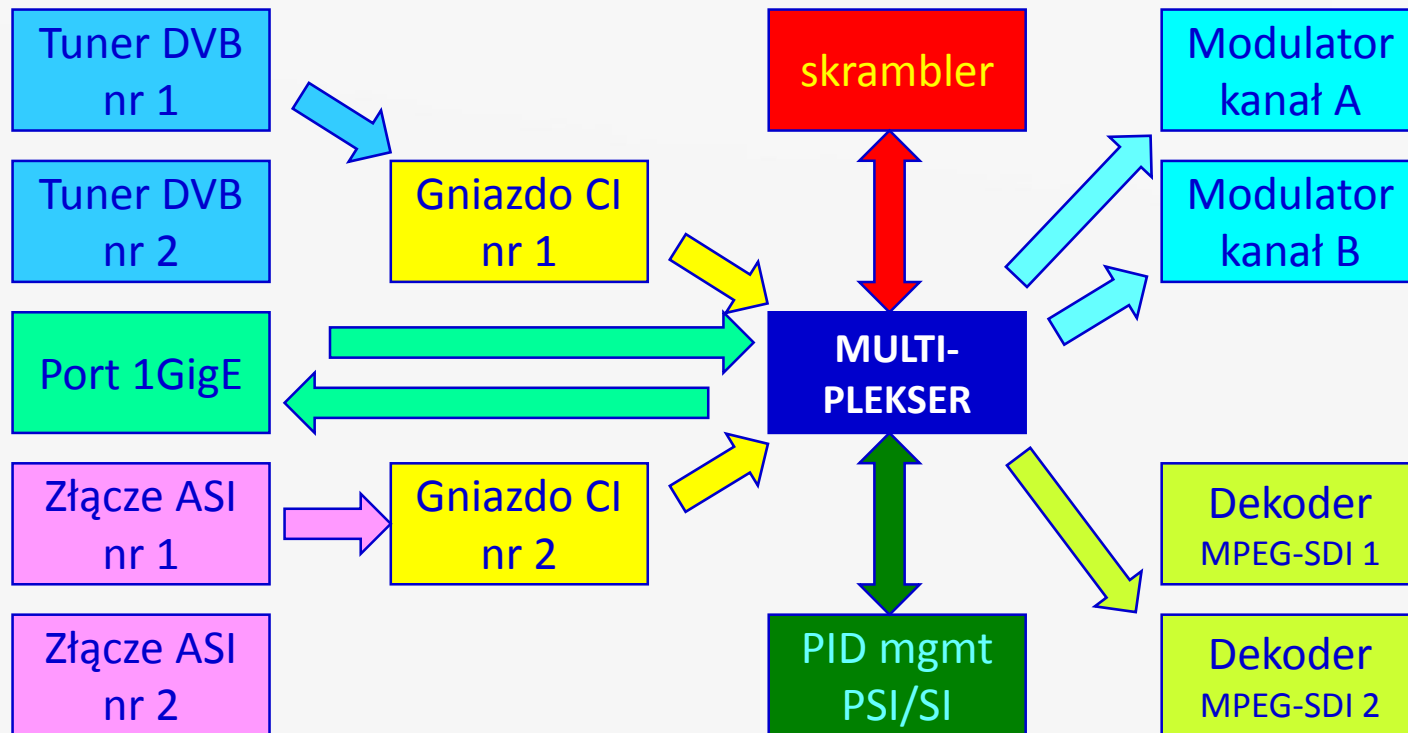 Tuner DVB
nr 1
skrambler
Modulator
kanał A
Tuner DVB
nr 2
Gniazdo CI
nr 1
Modulator
kanał B
Port 1GigE
MULTI-
PLEKSER
Złącze ASI
nr 1
Gniazdo CI
nr 2
Dekoder
MPEG-SDI 1
Złącze ASI
nr 2
PID mgmt
PSI/SI
Dekoder
MPEG-SDI 2